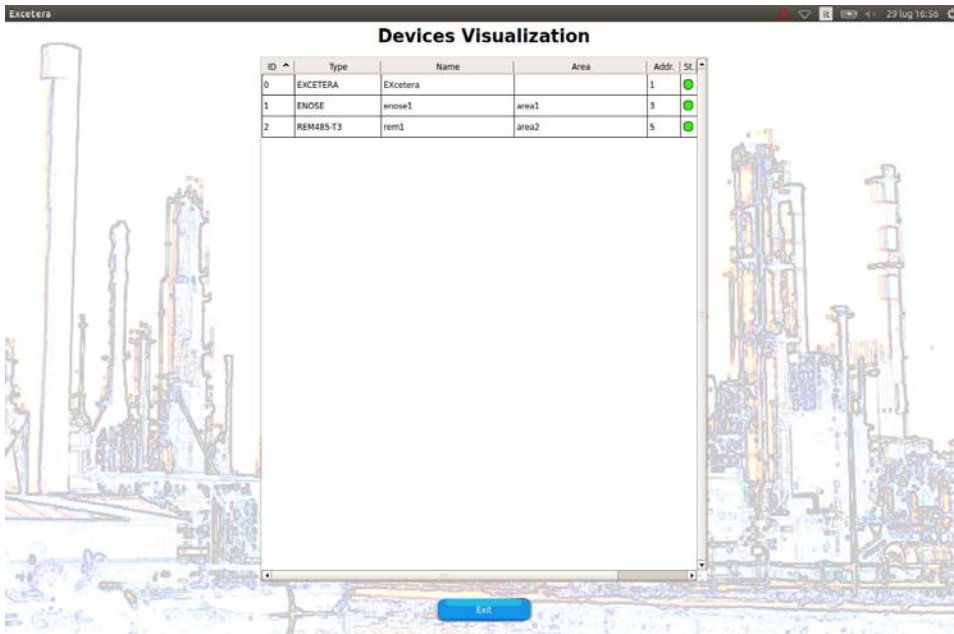 Excetera it 29 lug 16:56
Devices Visualization
ID Type Name Area Addr. St.
0 EXCETERA EXcetera 1
1 ENOSE enose1 area1 3
2 REM485-T3 rem1 area2 5
Exit